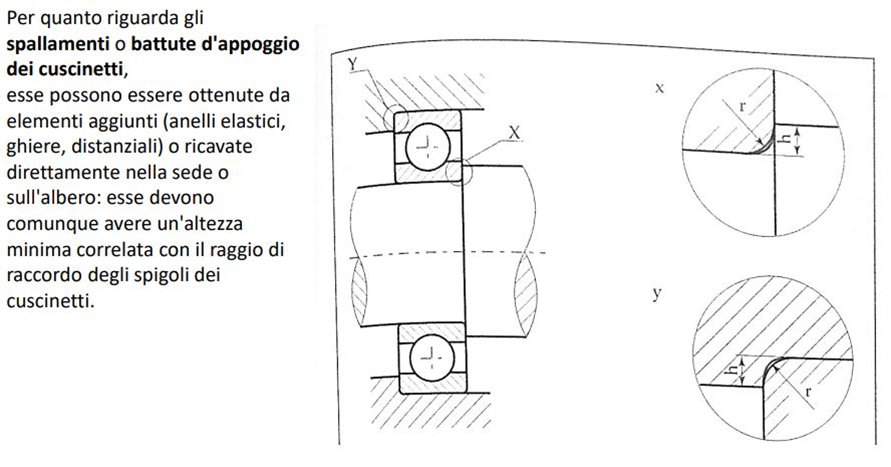 Per quanto riguarda gli
spallamenti o battute d'appoggio
dei cuscinetti,
esse possono essere ottenute da
elementi aggiunti (anelli elastici,
ghiere, distanziali) o ricavate
direttamente nella sede o
sull'albero: esse devono
comunque avere un'altezza
minima correlata con il raggio di
raccordo degli spigoli dei
cuscinetti.
Y
X
x
r
h
y
h
r